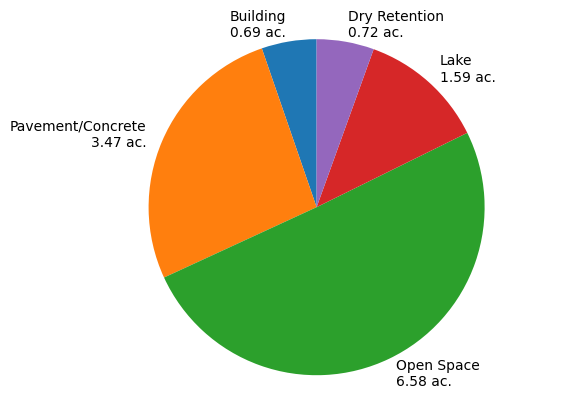 Building
0.69 ac.
Dry Retention
0.72 ac.
Lake
1.59 ac.
Pavement/Concrete
3.47 ac.
Open Space
6.58 ac.